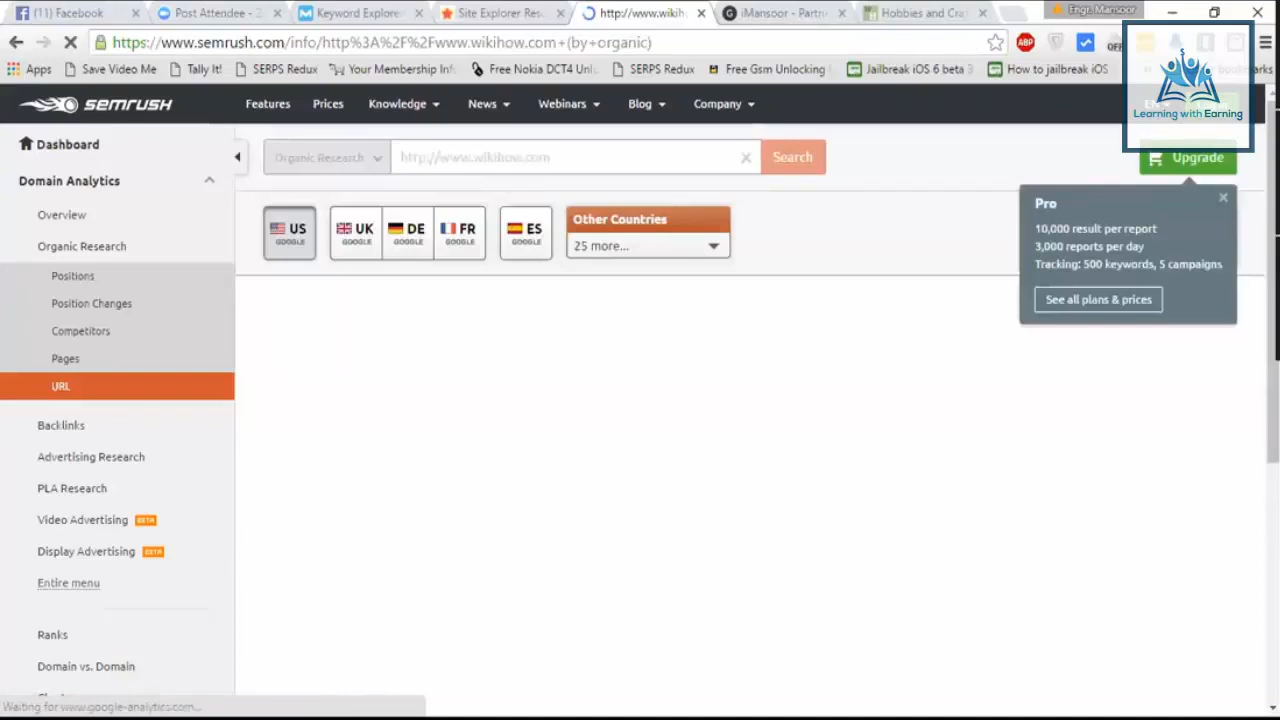 (11) Facebook
Post Attendee - Z
Keyword Explore
Site Explorer Res
http://www.wikih
iMansoor - Partn
Hobbies and Cra
Engr. Mansoor
https://www.semrush.com/info/http%3A%2F%2Fwww.wikihow.com+(by+organic)
ABP
OFF
Apps
Save Video Me
Tally It!
SERPS Redux
Your Membership Inf
Free Nokia DCT4 Unl
SERPS Redux
Free Gsm Unlocking
Jailbreak iOS 6 beta 3
How to jailbreak iOS
bookmarks
SEMRUSH
Features
Prices
Knowledge
News
Webinars
Blog
Company
EN
Learning with Earning
Dashboard
Organic Research
http://www.wikihow.com
Search
Upgrade
Domain Analytics
Pro
10,000 result per report
3,000 reports per day
Tracking: 500 keywords, 5 campaigns
See all plans & prices
US
GOOGLE
UK
GOOGLE
DE
GOOGLE
FR
GOOGLE
ES
GOOGLE
Other Countries
25 more...
Overview
Organic Research
Positions
Position Changes
Competitors
Pages
URL
Backlinks
Advertising Research
PLA Research
Video Advertising BETA
Display Advertising BETA
Entire menu
Ranks
Domain vs. Domain
Waiting for www.google-analytics.com...